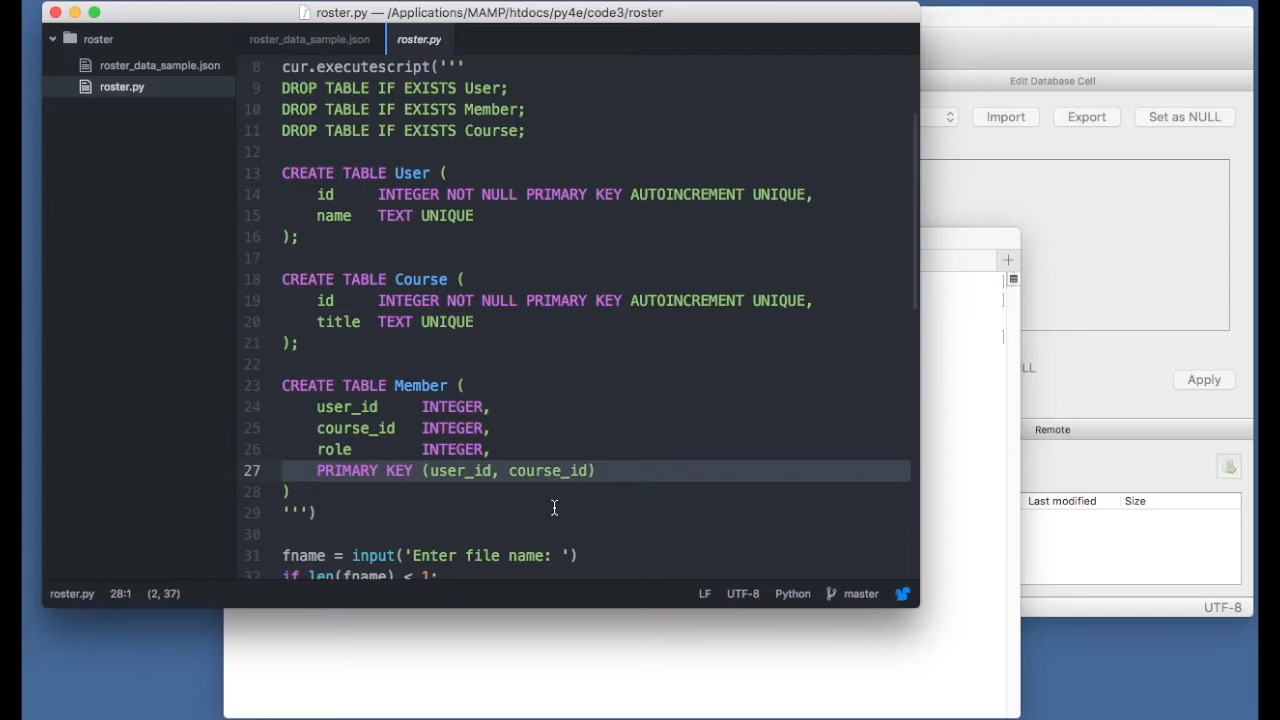 roster.py — /Applications/MAMP/htdocs/py4e/code3/roster
roster
roster_data_sample.json
roster.py
roster_data_sample.json
roster.py
8 cur.executescript('''
9 DROP TABLE IF EXISTS User;
10 DROP TABLE IF EXISTS Member;
11 DROP TABLE IF EXISTS Course;
12
13 CREATE TABLE User (
14     id     INTEGER NOT NULL PRIMARY KEY AUTOINCREMENT UNIQUE,
15     name   TEXT UNIQUE
16 );
17
18 CREATE TABLE Course (
19     id     INTEGER NOT NULL PRIMARY KEY AUTOINCREMENT UNIQUE,
20     title  TEXT UNIQUE
21 );
22
23 CREATE TABLE Member (
24     user_id     INTEGER,
25     course_id   INTEGER,
26     role        INTEGER,
27     PRIMARY KEY (user_id, course_id)
28 )
29 ''')
30
31 fname = input('Enter file name: ')
32 if len(fname) < 1:
roster.py 28:1 (2, 37) LF UTF-8 Python master
Edit Database Cell
Import Export Set as NULL
LL
Apply
Remote
Last modified Size
UTF-8